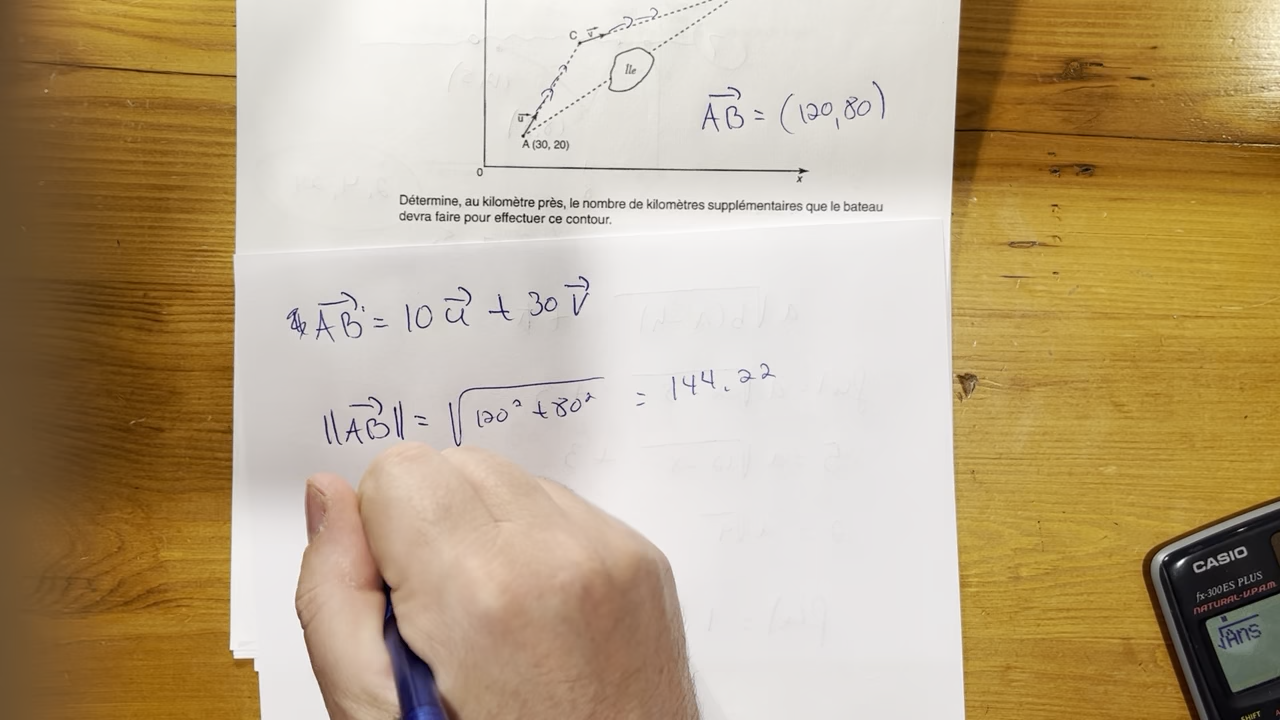 C v
Île
u
A (30, 20)
0
x
AB = (120,80)
Détermine, au kilomètre près, le nombre de kilomètres supplémentaires que le bateau
devra faire pour effectuer ce contour.
AB = 10 u + 30 v
||AB|| = √120² + 80² = 144.22
CASIO
fx-300ES PLUS
NATURAL-V.P.A.M.
√Ans
SHIFT